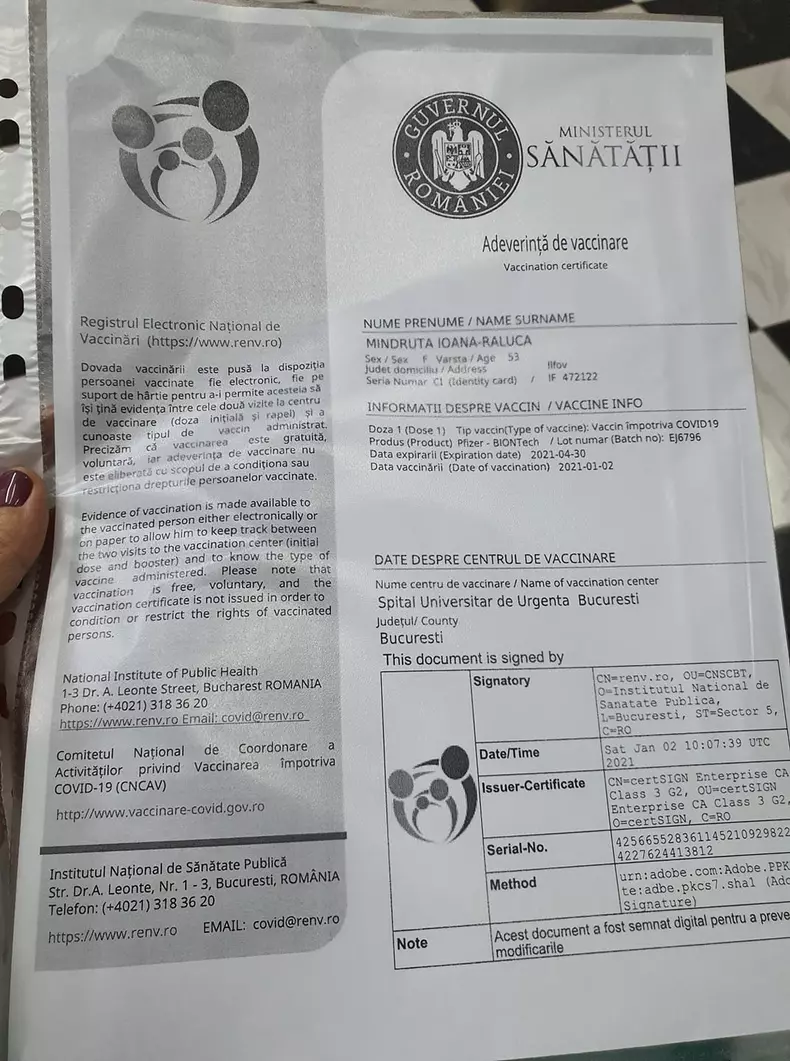 Registrul Electronic Național de
Vaccinări (https://www.renv.ro)
Dovada vaccinării este pusă la dispoziția
persoanei vaccinate fie electronic, fie pe
suport de hârtie pentru a-i permite acesteia să
își țină evidența între cele două vizite la centru
de vaccinare (doza inițială și rapel) și a
cunoaste tipul de vaccin administrat.
Precizăm că vaccinarea este gratuită,
voluntară, iar adeverința de vaccinare nu
este eliberată cu scopul de a condiționa sau
restricționa drepturile persoanelor vaccinate.
Evidence of vaccination is made available to
the vaccinated person either electronically or
on paper to allow him to keep track between
the two visits to the vaccination center (initial
dose and booster) and to know the type of
vaccine administered. Please note that
vaccination is free, voluntary, and the
vaccination certificate is not issued in order to
condition or restrict the rights of vaccinated
persons.
National Institute of Public Health
1-3 Dr. A. Leonte Street, Bucharest ROMANIA
Phone: (+4021) 318 36 20
https://www.renv.ro Email: covid@renv.ro
Comitetul Național de Coordonare a
Activităților privind Vaccinarea împotriva
COVID-19 (CNCAV)
http://www.vaccinare-covid.gov.ro
Institutul Național de Sănătate Publică
Str. Dr.A. Leonte, Nr. 1 - 3, Bucuresti, ROMÂNIA
Telefon: (+4021) 318 36 20
https://www.renv.ro EMAIL: covid@renv.ro
GUVERNUL ROMÂNIEI
MINISTERUL
SĂNĂTĂȚII
Adeverință de vaccinare
Vaccination certificate
NUME PRENUME / NAME SURNAME
MINDRUTA IOANA-RALUCA
Sex / Sex F Varsta / Age 53
Judet domiciliu / Address Ilfov
Seria Numar CI (Identity card) / IF 472122
INFORMATII DESPRE VACCIN / VACCINE INFO
Doza 1 (Dose 1) Tip vaccin(Type of vaccine): Vaccin împotriva COVID19
Produs (Product) Pfizer - BIONTech / Lot numar (Batch no): EJ6796
Data expirarii (Expiration date) 2021-04-30
Data vaccinării (Date of vaccination) 2021-01-02
DATE DESPRE CENTRUL DE VACCINARE
Nume centru de vaccinare / Name of vaccination center
Spital Universitar de Urgenta Bucuresti
Județul/ County
Bucuresti
This document is signed by
Signatory
CN=renv.ro, OU=CNSCBT,
O=Institutul National de
Sanatate Publica,
L=Bucuresti, ST=Sector 5,
C=RO
Date/Time
Sat Jan 02 10:07:39 UTC
2021
Issuer-Certificate
CN=certSIGN Enterprise CA
Class 3 G2, OU=certSIGN
Enterprise CA Class 3 G2,
O=certSIGN, C=RO
Serial-No.
425665528361145210929822
4227624413812
Method
urn:adobe.com:Adobe.PPK
te:adbe.pkcs7.sha1 (Ado
Signature)
Note
Acest document a fost semnat digital pentru a preve
modificarile